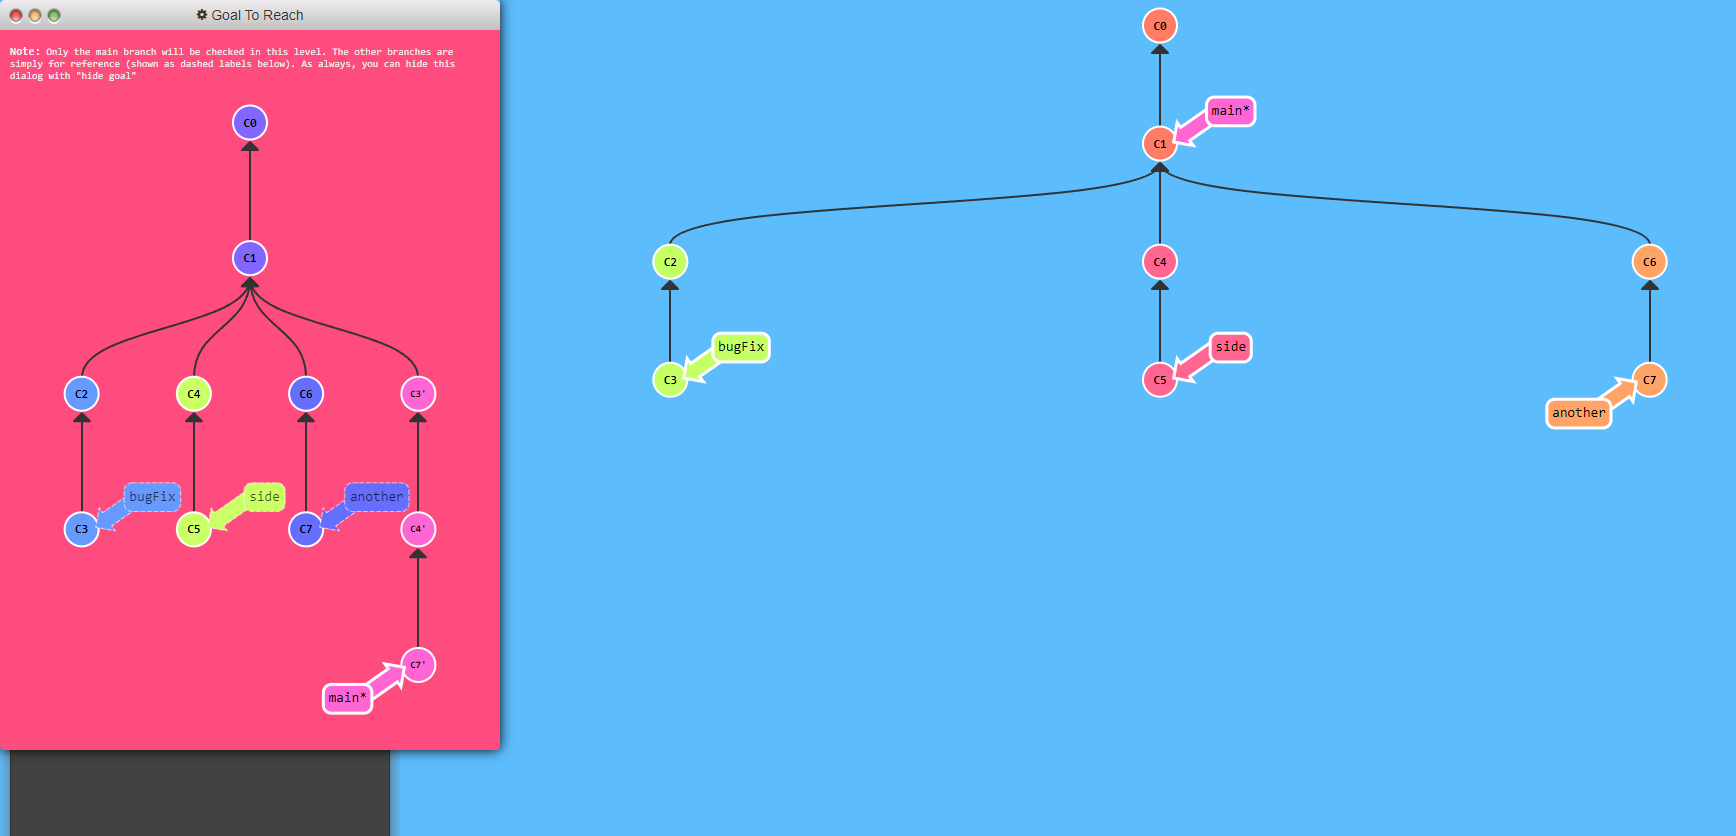 Goal To Reach
Note: Only the main branch will be checked in this level. The other branches are
simply for reference (shown as dashed labels below). As always, you can hide this
dialog with "hide goal"
C0
C1
C2
C4
C6
C3'
bugFix
side
another
C3
C5
C7
C4'
C7'
main*
C0
main*
C1
C2
C4
C6
bugFix
side
C3
C5
C7
another